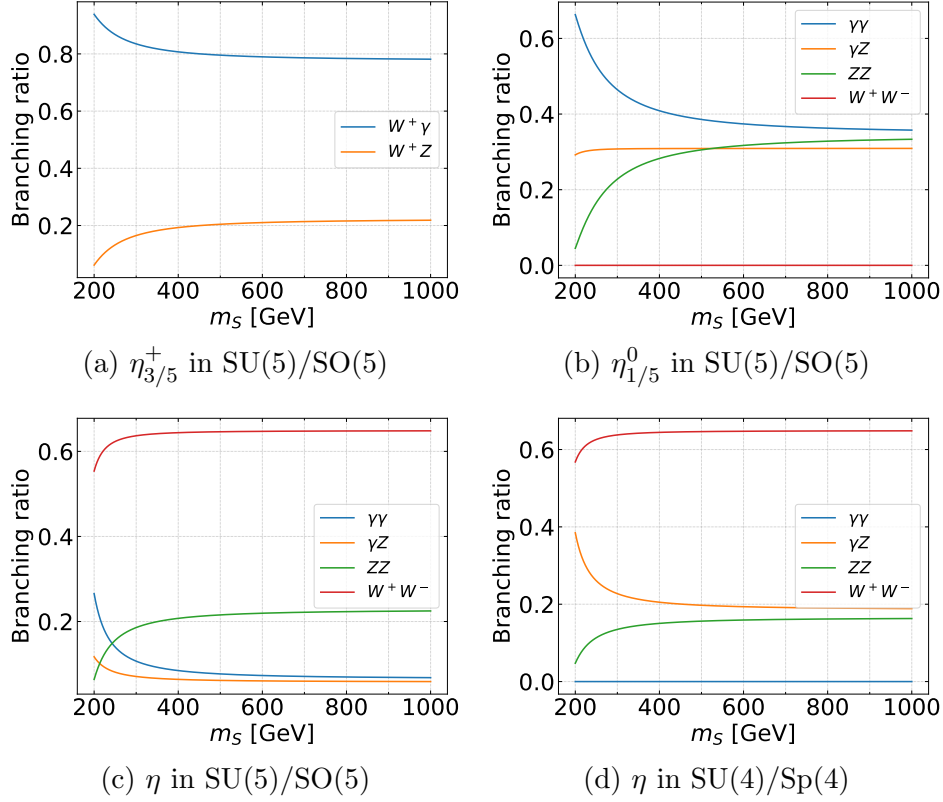 Branching ratio
0.8
0.6
0.4
0.2
W⁺γ
W⁺Z
200 400 600 800 1000
m_S [GeV]
(a) η⁺₃/₅ in SU(5)/SO(5)
Branching ratio
0.6
0.4
0.2
0.0
γγ
γZ
ZZ
W⁺W⁻
200 400 600 800 1000
m_S [GeV]
(b) η⁰₁/₅ in SU(5)/SO(5)
Branching ratio
0.6
0.4
0.2
γγ
γZ
ZZ
W⁺W⁻
200 400 600 800 1000
m_S [GeV]
(c) η in SU(5)/SO(5)
Branching ratio
0.6
0.4
0.2
0.0
γγ
γZ
ZZ
W⁺W⁻
200 400 600 800 1000
m_S [GeV]
(d) η in SU(4)/Sp(4)